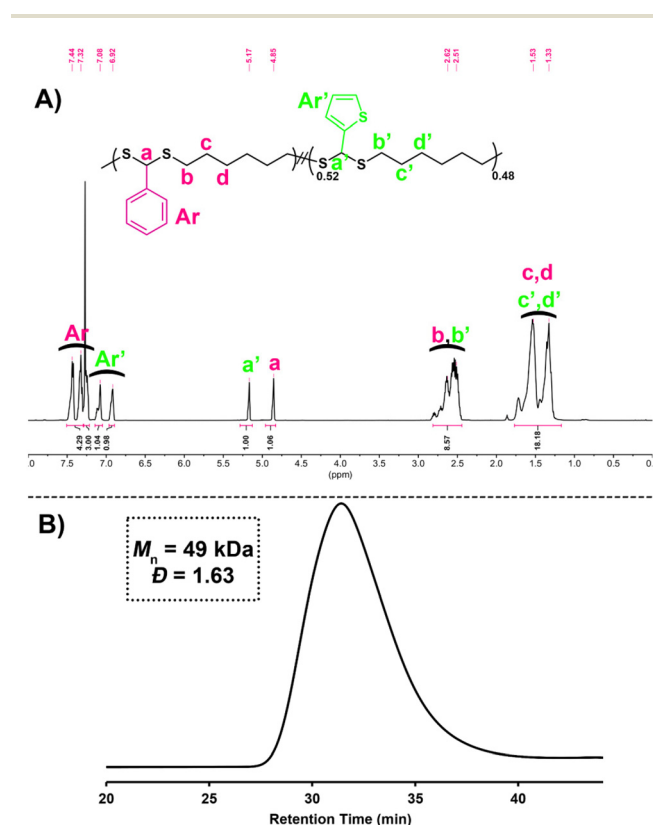 7.44 7.32 7.08 6.92 5.17 4.85 2.62 2.51 1.53 1.33
A)
Ar'
S
S a S c
a' S b' d'
b d c'
0.52 0.48
Ar
c,d
c',d'
Ar Ar' a' a b,b'
4.29 3.00 1.04 0.98 1.00 1.06 8.57 18.18
.0 7.5 7.0 6.5 6.0 5.5 5.0 4.5 4.0 3.5 3.0 2.5 2.0 1.5 1.0 0.5 0.0
(ppm)
B)
Mn = 49 kDa
Đ = 1.63
20 25 30 35 40
Retention Time (min)